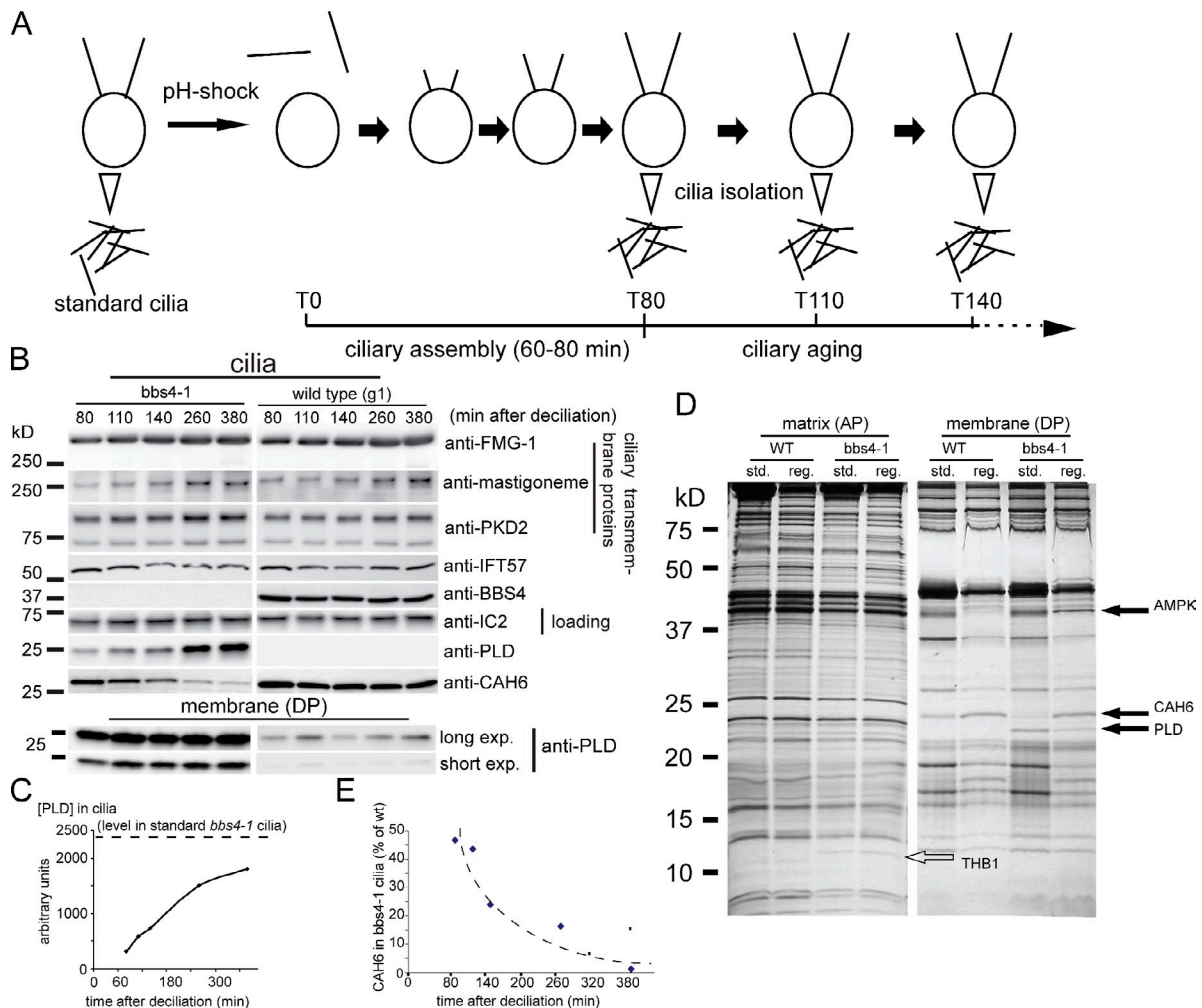 A
pH-shock
cilia isolation
standard cilia
T0
T80
T110
T140
ciliary assembly (60-80 min)
ciliary aging
B
cilia
bbs4-1
wild type (g1)
80 110 140 260 380
80 110 140 260 380
(min after deciliation)
kD
250
250
75
50
37
75
25
25
anti-FMG-1
anti-mastigoneme
anti-PKD2
anti-IFT57
anti-BBS4
anti-IC2
loading
anti-PLD
anti-CAH6
ciliary transmem-
brane proteins
membrane (DP)
25
long exp.
short exp.
anti-PLD
C
[PLD] in cilia
(level in standard bbs4-1 cilia)
2500
2000
1000
0
arbitrary units
0 60 180 300
time after deciliation (min)
E
CAH6 in bbs4-1 cilia (% of wt)
50
40
30
20
10
0
0 80 140 200 260 320 380
time after deciliation (min)
D
matrix (AP)
membrane (DP)
WT
bbs4-1
WT
bbs4-1
std. reg. std. reg.
std. reg. std. reg.
kD
75
50
37
25
20
15
10
AMPK
CAH6
PLD
THB1